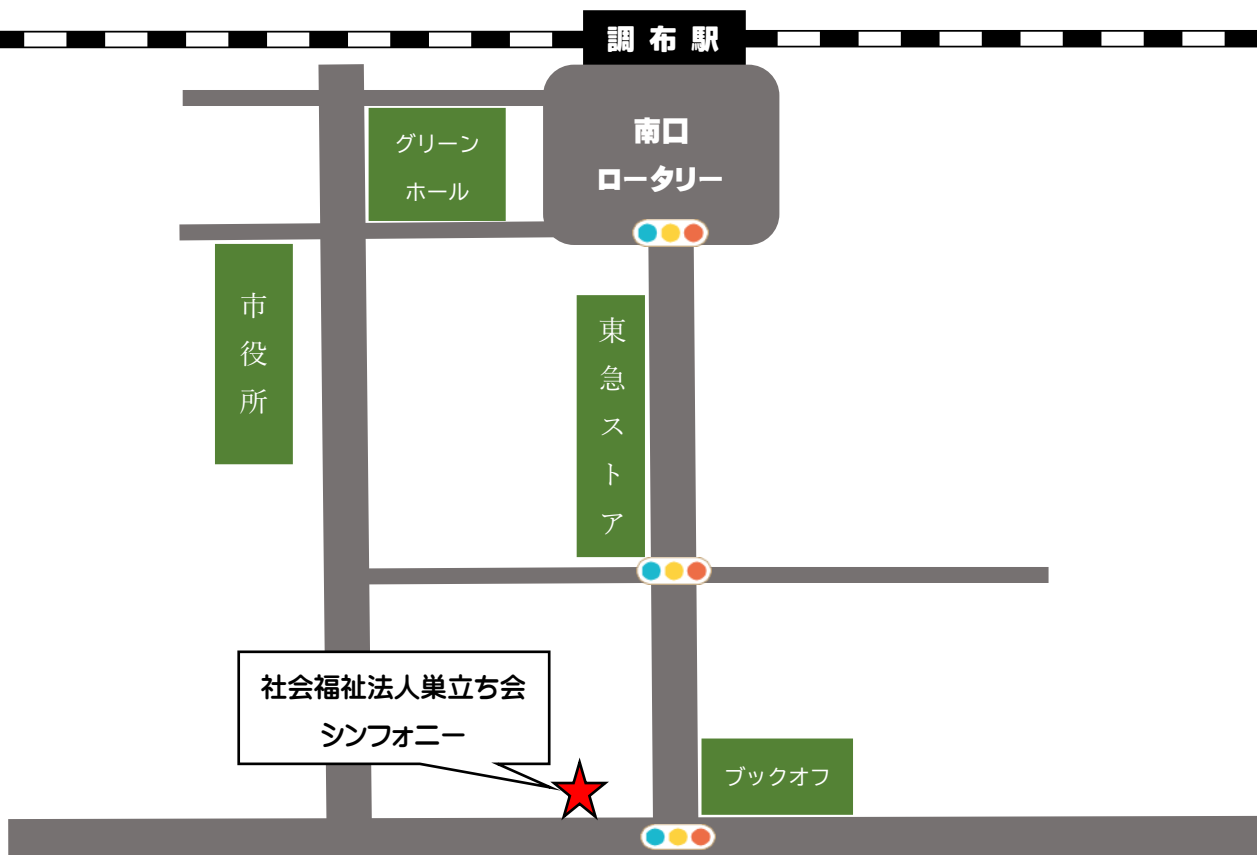 調布駅
南口
ロータリー
グリーン
ホール
市役所
東急ストア
社会福祉法人巣立ち会
シンフォニー
ブックオフ